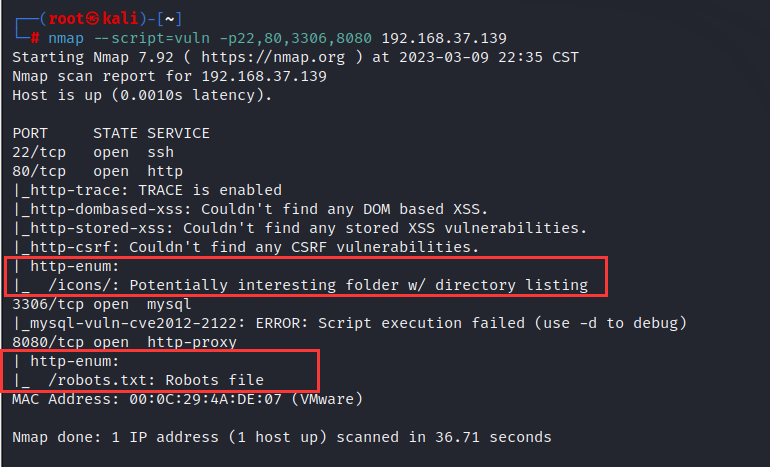 ┌──(root㉿kali)-[~]
└─# nmap --script=vuln -p22,80,3306,8080 192.168.37.139
Starting Nmap 7.92 ( https://nmap.org ) at 2023-03-09 22:35 CST
Nmap scan report for 192.168.37.139
Host is up (0.0010s latency).

PORT     STATE SERVICE
22/tcp   open  ssh
80/tcp   open  http
|_http-trace: TRACE is enabled
|_http-dombased-xss: Couldn't find any DOM based XSS.
|_http-stored-xss: Couldn't find any stored XSS vulnerabilities.
|_http-csrf: Couldn't find any CSRF vulnerabilities.
| http-enum:
|_  /icons/: Potentially interesting folder w/ directory listing
3306/tcp open  mysql
|_mysql-vuln-cve2012-2122: ERROR: Script execution failed (use -d to debug)
8080/tcp open  http-proxy
| http-enum:
|_  /robots.txt: Robots file
MAC Address: 00:0C:29:4A:DE:07 (VMware)

Nmap done: 1 IP address (1 host up) scanned in 36.71 seconds